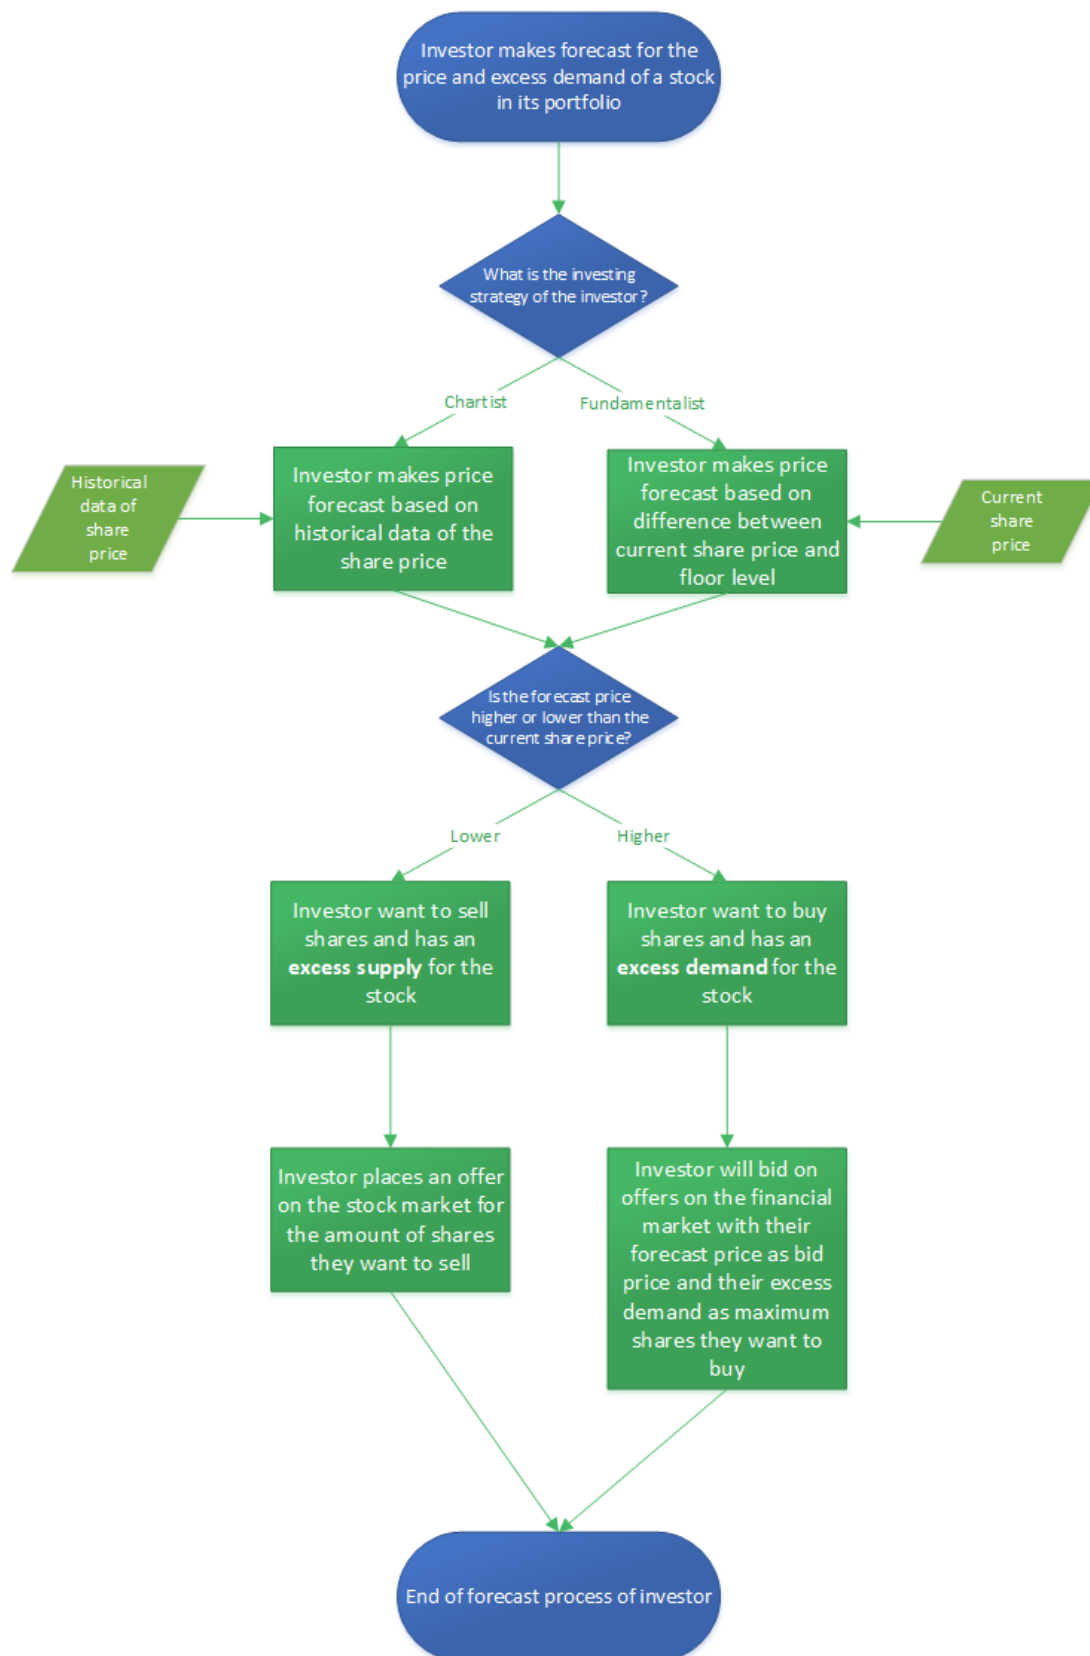 Investor makes forecast for the
price and excess demand of a stock
in its portfolio
What is the investing
strategy of the investor?
Chartist
Fundamentalist
Historical
data of
share
price
Investor makes price
forecast based on
historical data of the
share price
Investor makes price
forecast based on
difference between
current share price and
floor level
Current
share
price
Is the forecast price
higher or lower than the
current share price?
Lower
Higher
Investor want to sell
shares and has an
excess supply for the
stock
Investor want to buy
shares and has an
excess demand for the
stock
Investor places an offer
on the stock market for
the amount of shares
they want to sell
Investor will bid on
offers on the financial
market with their
forecast price as bid
price and their excess
demand as maximum
shares they want to
buy
End of forecast process of investor